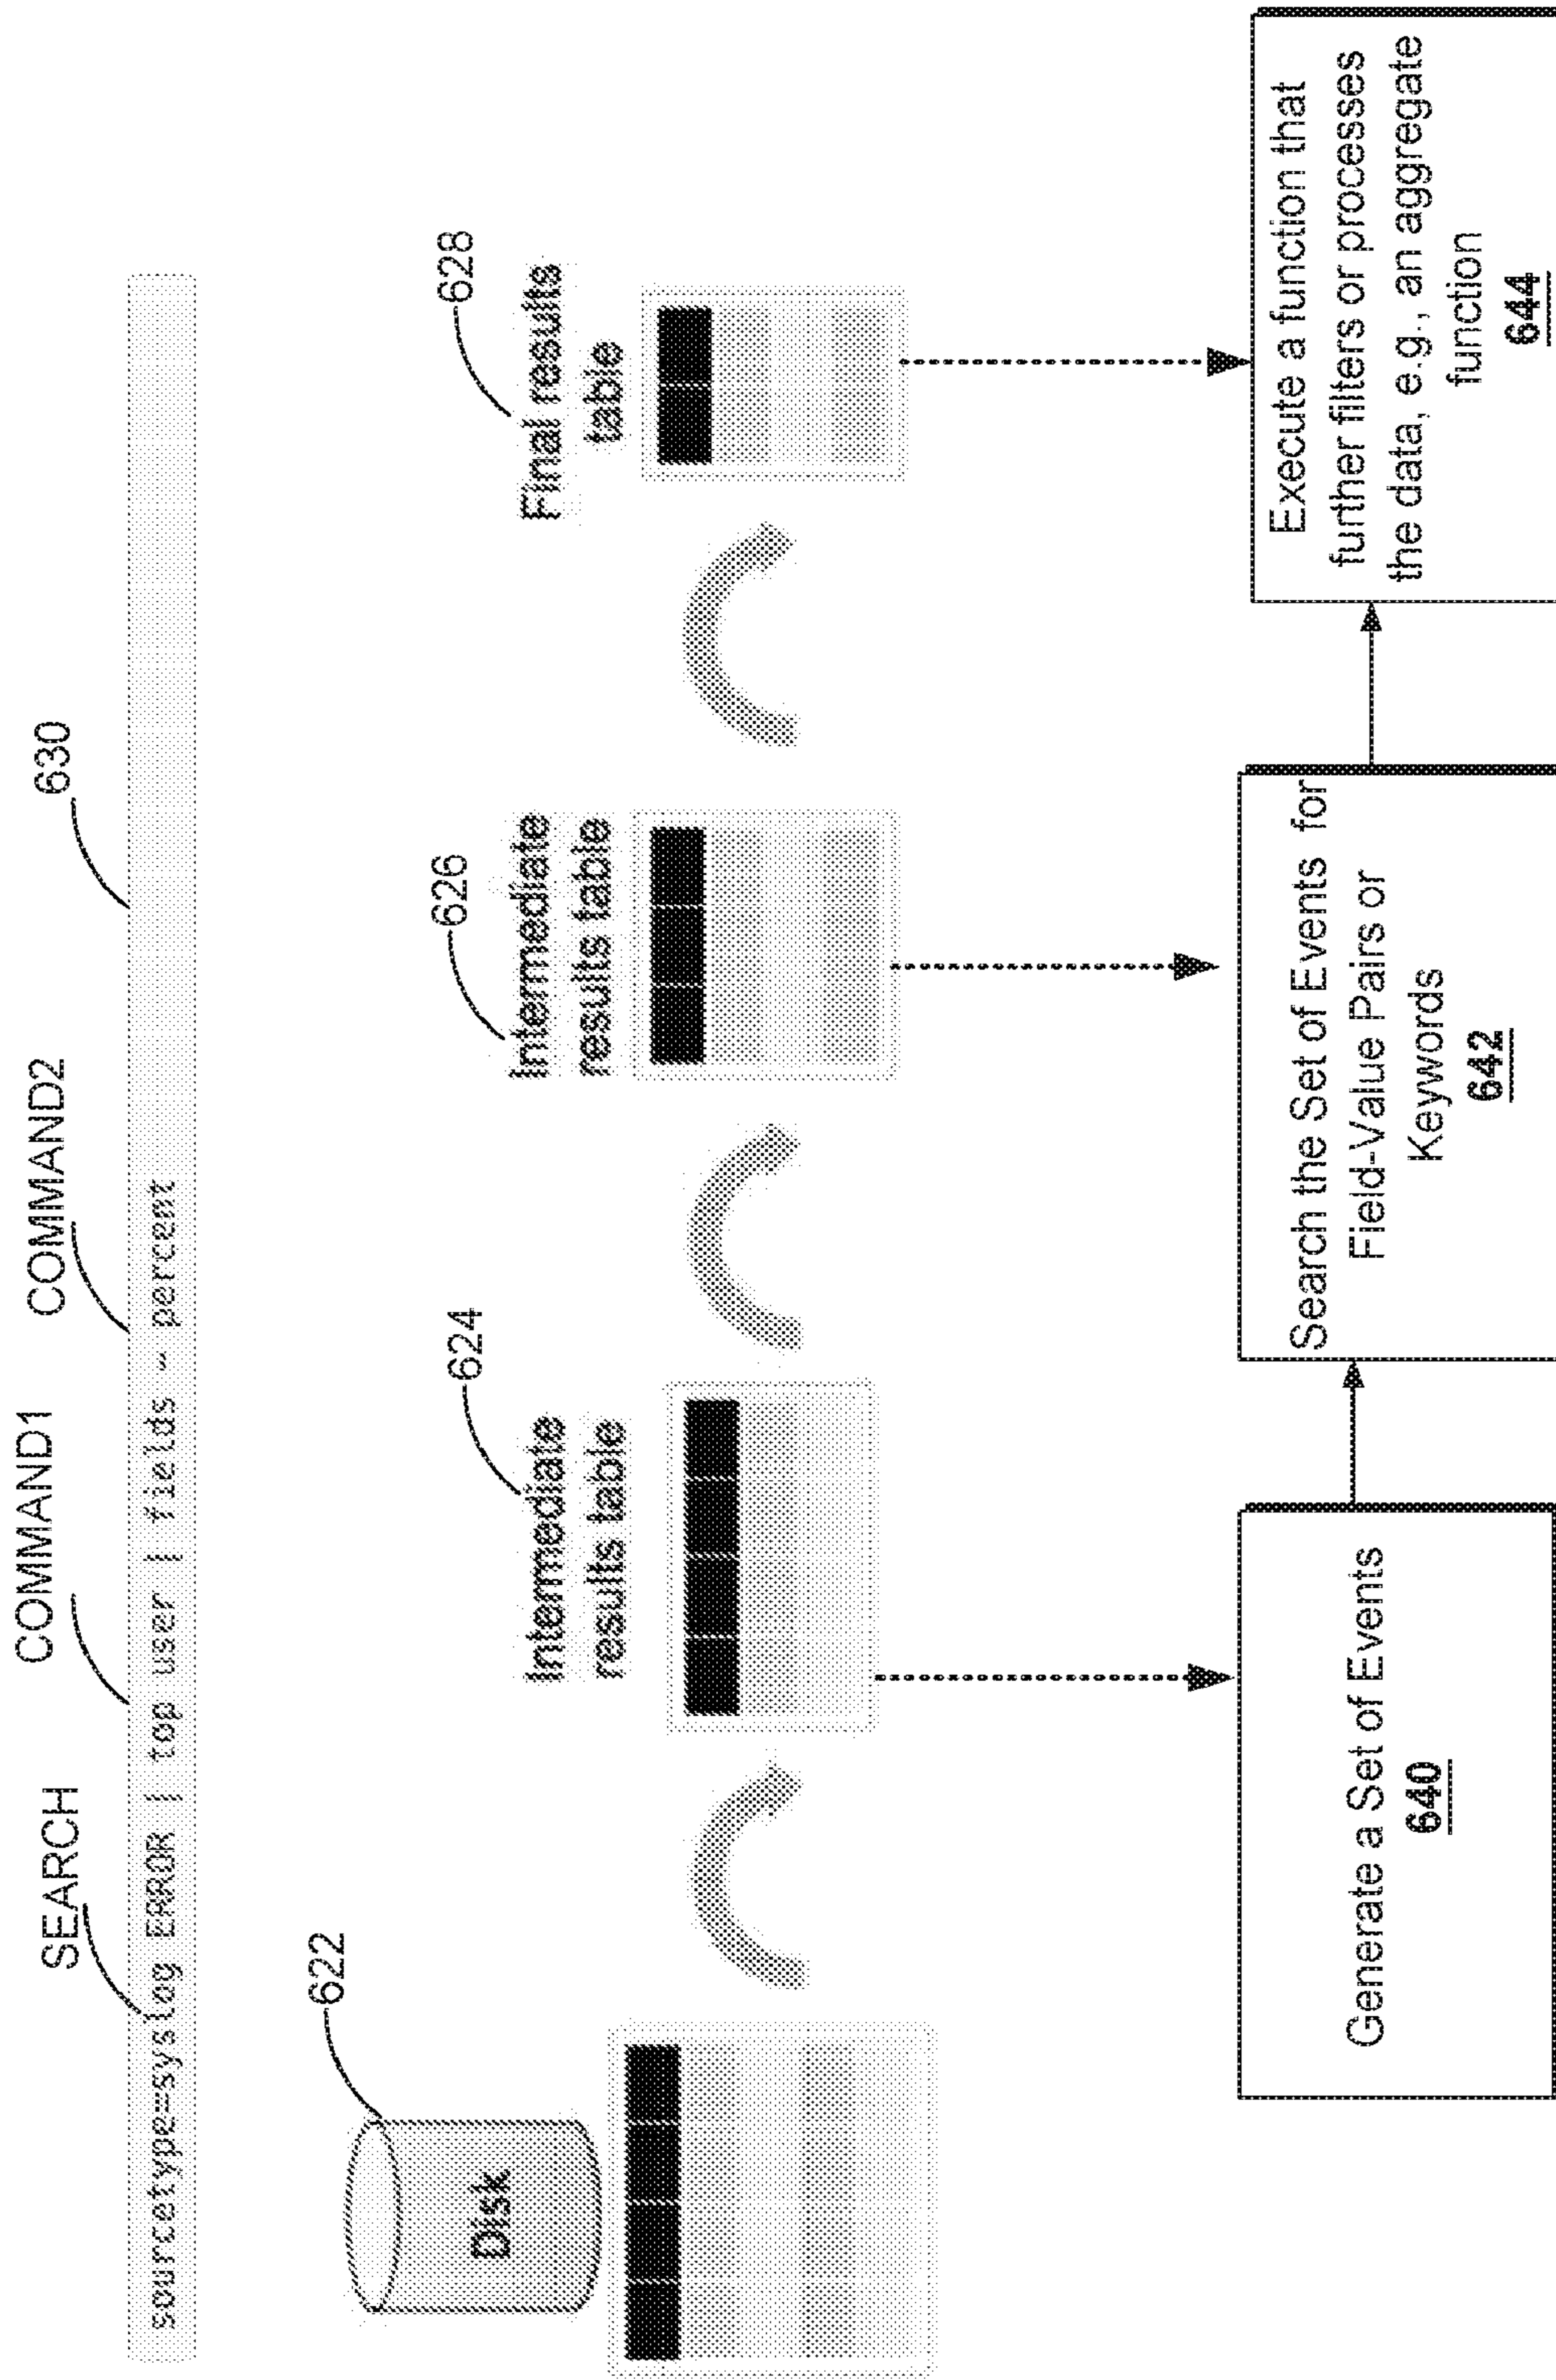 SEARCH
COMMAND1
COMMAND2
630
sourcetype=syslog ERROR | top user | fields - percent
622
Disk
624
Intermediate
results table
626
Intermediate
results table
628
Final results
table
Generate a Set of Events
640
Search the Set of Events for
Field-Value Pairs or
Keywords
642
Execute a function that
further filters or processes
the data, e.g., an aggregate
function
644